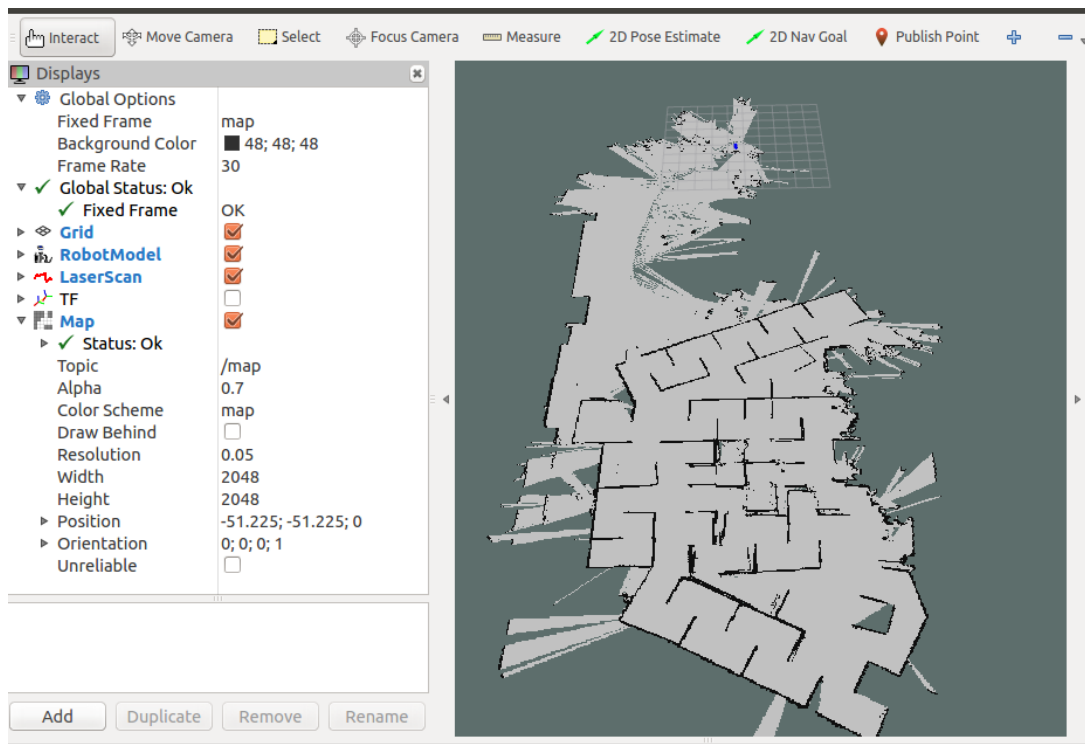 Interact Move Camera Select Focus Camera Measure 2D Pose Estimate 2D Nav Goal Publish Point
Displays
Global Options
Fixed Frame map
Background Color 48; 48; 48
Frame Rate 30
Global Status: Ok
Fixed Frame OK
Grid
RobotModel
LaserScan
TF
Map
Status: Ok
Topic /map
Alpha 0.7
Color Scheme map
Draw Behind
Resolution 0.05
Width 2048
Height 2048
Position -51.225; -51.225; 0
Orientation 0; 0; 0; 1
Unreliable
Add Duplicate Remove Rename